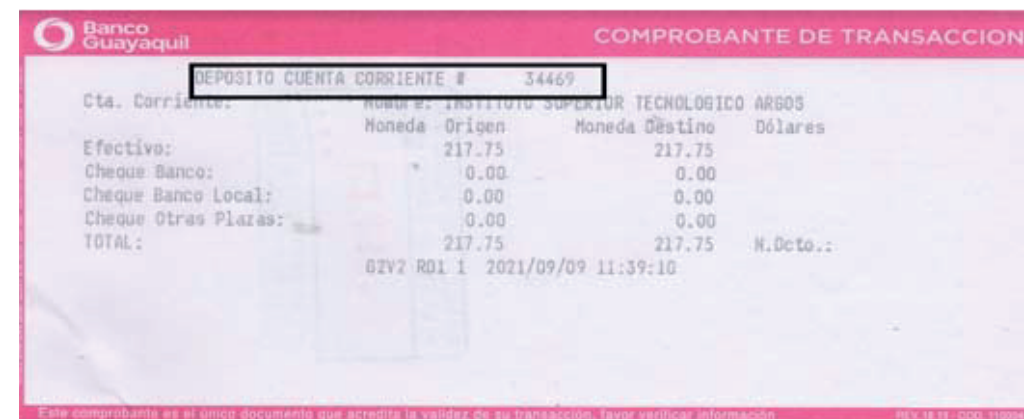 Banco
Guayaquil
COMPROBANTE DE TRANSACCION
DEPOSITO CUENTA CORRIENTE # 34469
Cta. Corriente: Nombre: INSTITUTO SUPERIOR TECNOLOGICO ARGOS
Moneda Origen Moneda Destino Dólares
Efectivo: 217.75 217.75
Cheque Banco: 0.00 0.00
Cheque Banco Local: 0.00 0.00
Cheque Otras Plazas: 0.00 0.00
TOTAL: 217.75 217.75 N.Dcto.:
G2V2 R01 1 2021/09/09 11:39:10
Este comprobante es el único documento que acredita la validez de su transacción, favor verificar información